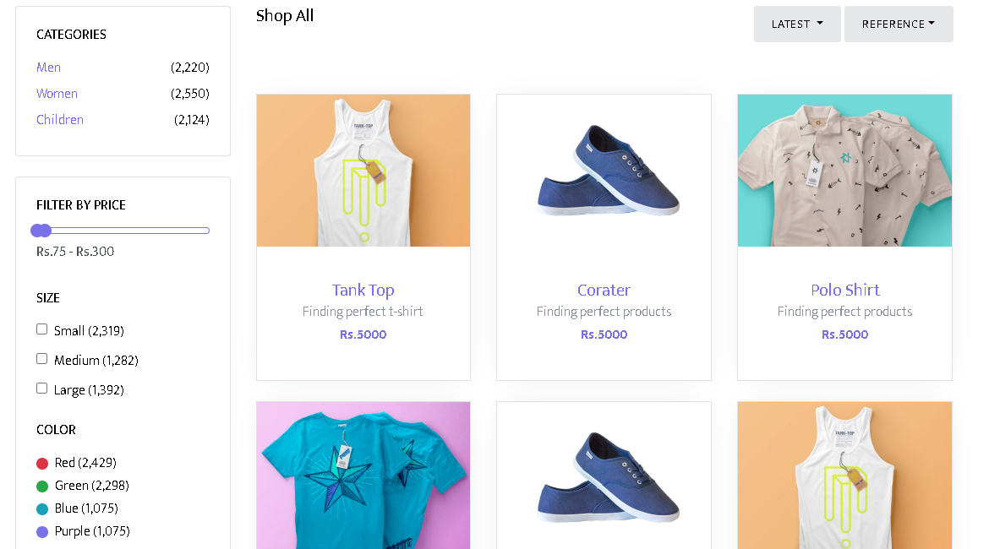 CATEGORIES
Men (2,220)
Women (2,550)
Children (2,124)
FILTER BY PRICE
Rs.75 - Rs.300
SIZE
Small (2,319)
Medium (1,282)
Large (1,392)
COLOR
Red (2,429)
Green (2,298)
Blue (1,075)
Purple (1,075)
Shop All
LATEST
REFERENCE
TANK-TOP
Tank Top
Finding perfect t-shirt
Rs.5000
Corater
Finding perfect products
Rs.5000
Polo Shirt
Finding perfect products
Rs.5000
TANK-TOP